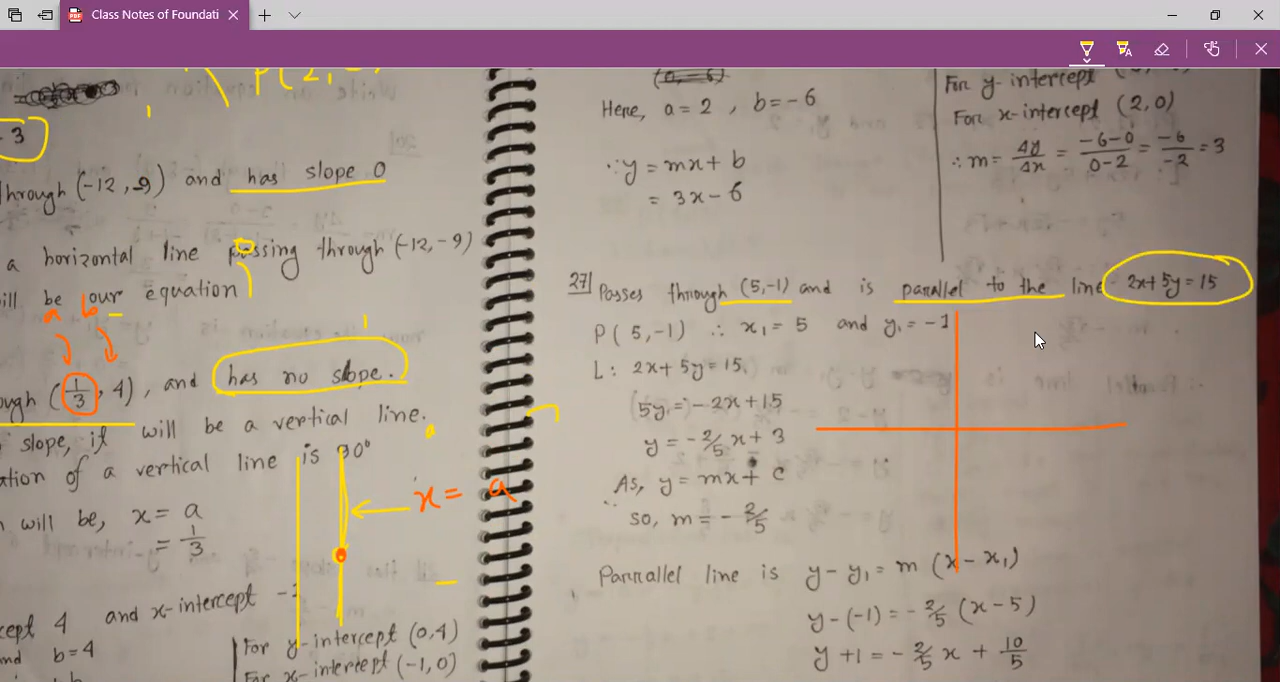 Class Notes of Foundati
P(2,
3
Through (-12, 9) and has slope 0
a horizontal line passing through (-12, -9)
ill be our equation
a b
ough (1/3, 4), and has no slope.
slope, it will be a vertical line.
ation of a vertical line is 90°
x = a
will be, x = a
= 1/3
cept 4 and x-intercept -1
b = 4
For y-intercept (0,4)
For x-intercept (-1,0)
Here, a = 2, b = -6
∵ y = mx + b
= 3x - 6
For y-intercept
For x-intercept (2,0)
∴ m = Δy/Δx = -6-0/0-2 = -6/-2 = 3
27| Passes through (5,-1) and is parallel to the line 2x+5y=15
P(5,-1) ∴ x₁ = 5 and y₁ = -1
L: 2x+5y=15
5y = -2x+15
y = -2/5 x + 3
As, y = mx + c
so, m = -2/5
Parrallel line is y - y₁ = m (x - x₁)
y-(-1) = -2/5 (x-5)
y+1 = -2/5 x + 10/5